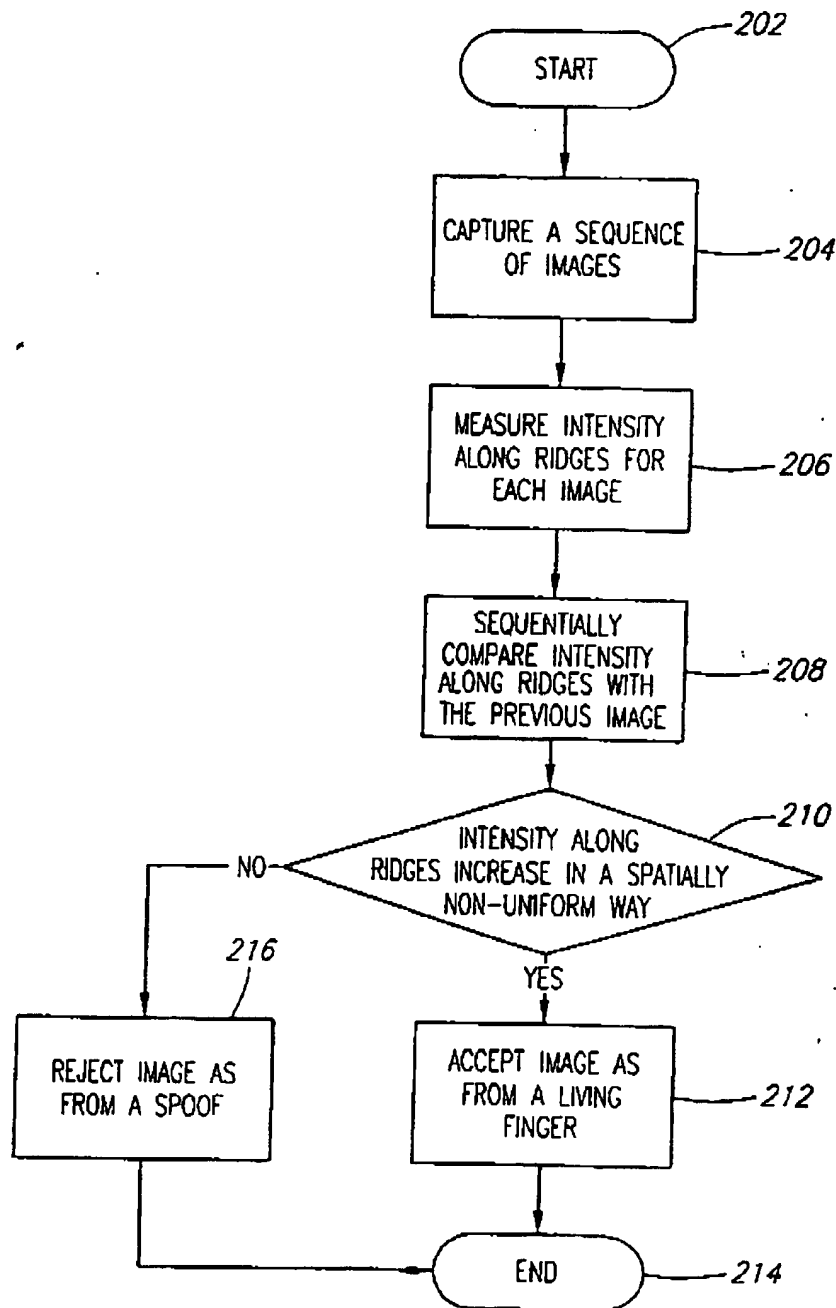 202
START
CAPTURE A SEQUENCE
OF IMAGES
204
MEASURE INTENSITY
ALONG RIDGES FOR
EACH IMAGE
206
SEQUENTIALLY
COMPARE INTENSITY
ALONG RIDGES WITH
THE PREVIOUS IMAGE
208
210
INTENSITY ALONG
RIDGES INCREASE IN A SPATIALLY
NON-UNIFORM WAY
NO
YES
216
REJECT IMAGE AS
FROM A SPOOF
ACCEPT IMAGE AS
FROM A LIVING
FINGER
212
END
214